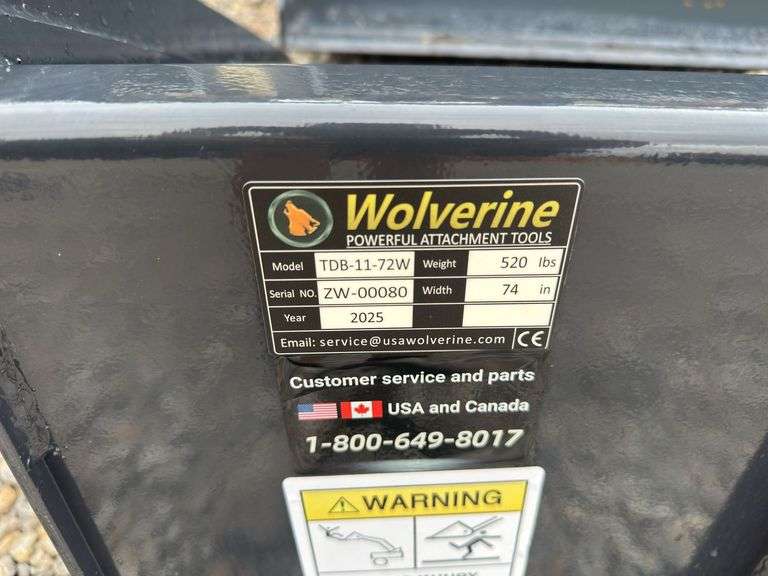 Wolverine
POWERFUL ATTACHMENT TOOLS
Model TDB-11-72W Weight 520 lbs
Serial NO. ZW-00080 Width 74 in
Year 2025
Email: service@usawolverine.com CE
Customer service and parts
USA and Canada
1-800-649-8017
WARNING